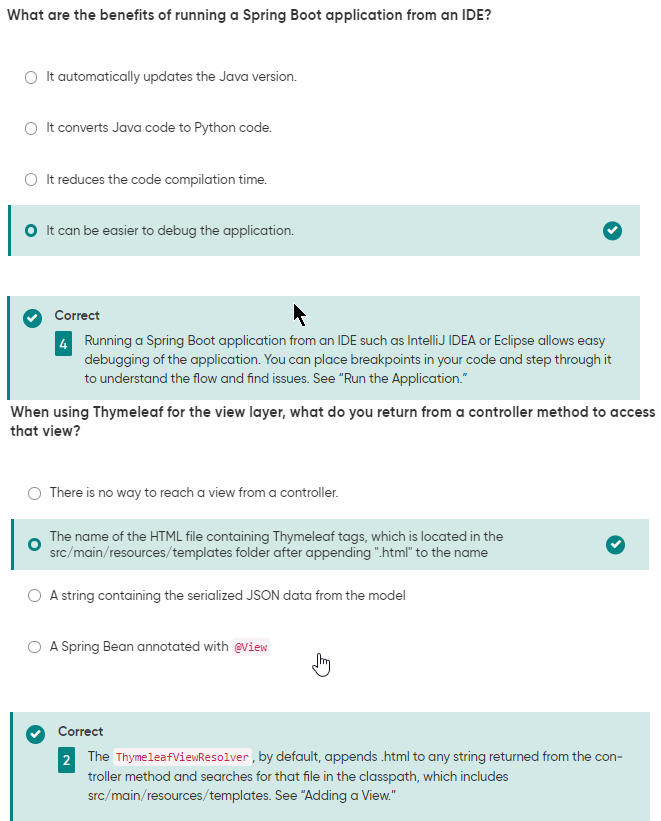 What are the benefits of running a Spring Boot application from an IDE?
It automatically updates the Java version.
It converts Java code to Python code.
It reduces the code compilation time.
It can be easier to debug the application.
Correct
4
Running a Spring Boot application from an IDE such as IntelliJ IDEA or Eclipse allows easy
debugging of the application. You can place breakpoints in your code and step through it
to understand the flow and find issues. See “Run the Application.”
When using Thymeleaf for the view layer, what do you return from a controller method to access
that view?
There is no way to reach a view from a controller.
The name of the HTML file containing Thymeleaf tags, which is located in the
src/main/resources/templates folder after appending ".html" to the name
A string containing the serialized JSON data from the model
A Spring Bean annotated with @View
Correct
2
The ThymeleafViewResolver, by default, appends .html to any string returned from the con-
troller method and searches for that file in the classpath, which includes
src/main/resources/templates. See “Adding a View.”